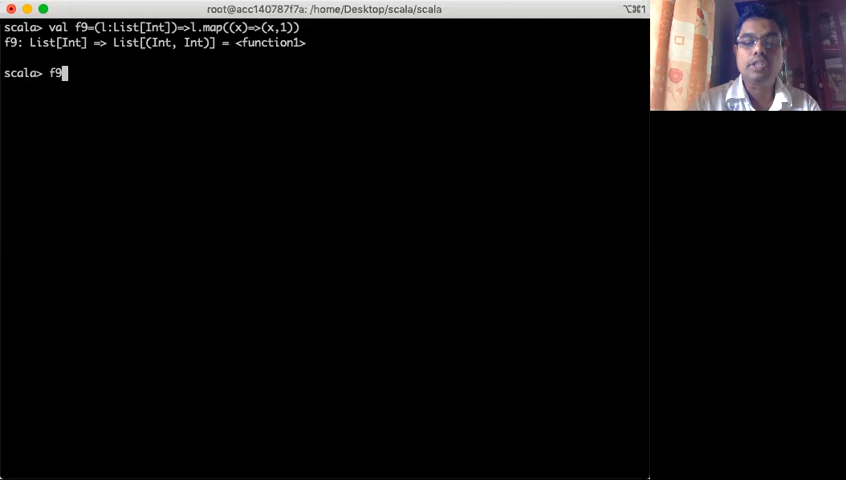 root@acc140787f7a: /home/Desktop/scala/scala
⌥⌘1
scala> val f9=(l:List[Int])=>l.map((x)=>(x,1))
f9: List[Int] => List[(Int, Int)] = <function1>
scala> f9